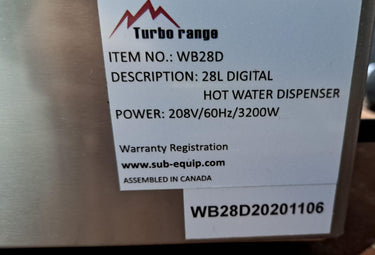 Turbo range
ITEM NO.: WB28D
DESCRIPTION: 28L DIGITAL
HOT WATER DISPENSER
POWER: 208V/60Hz/3200W
Warranty Registration
www.sub-equip.com
ASSEMBLED IN CANADA
WB28D20201106